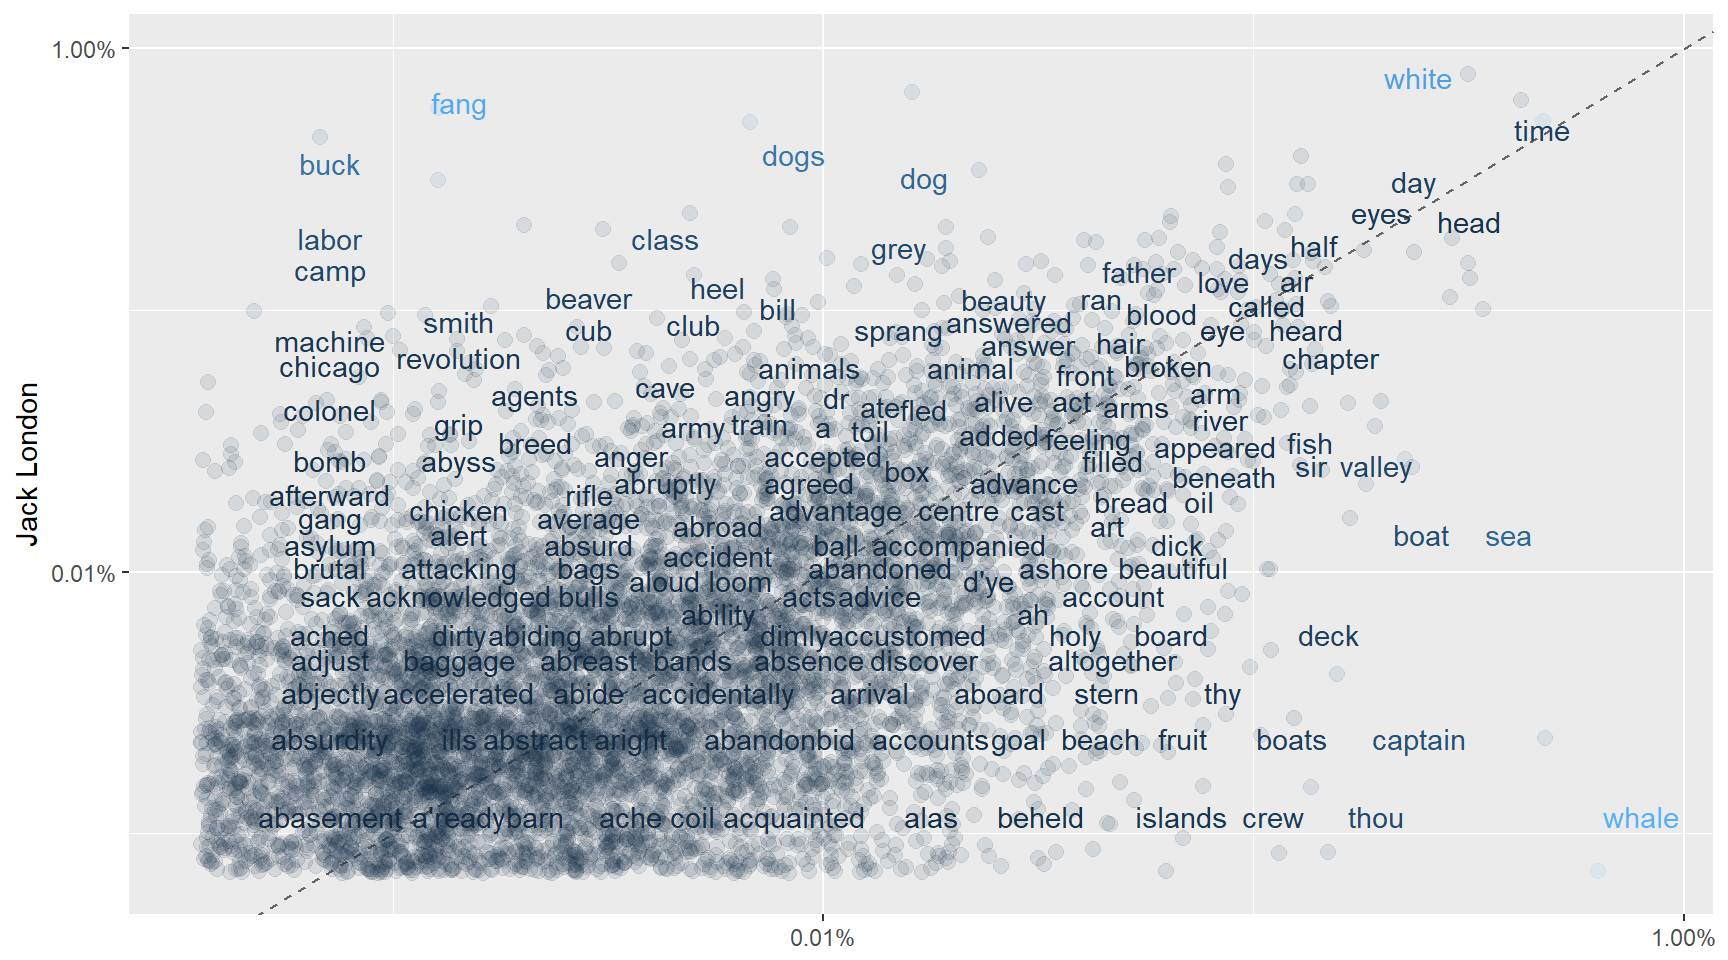 1.00%
white
fang
time
dogs
buck
dog
day
eyes
head
labor
class
grey
half
days
camp
father
love
air
heel
beaver
bill
beauty
ran
called
smith
cub
club
sprang
answered
blood
eye
heard
machine
chicago
revolution
animals
animal
answer
hair
front
broken
chapter
agents
cave
angry
dr
ate
fled
alive
act
arms
arm
colonel
grip
breed
army
train
a
toil
added
feeling
river
bomb
abyss
anger
accepted
box
filled
appeared
fish
sir
valley
Jack London
afterward
rifle
abruptly
agreed
advance
beneath
gang
chicken
average
abroad
advantage
centre
cast
bread
oil
art
asylum
alert
absurd
accident
ball
accompanied
dick
boat
sea
0.01%
brutal
attacking
bags
aloud
loom
abandoned
d'ye
ashore
beautiful
sack
acknowledged
bulls
ability
acts
advice
ah
account
ached
dirty
abiding
abrupt
dimly
accustomed
holy
board
deck
adjust
baggage
abreast
bands
absence
discover
altogether
abjectly
accelerated
abide
accidentally
arrival
aboard
stern
thy
absurdity
ills
abstract
aright
abandon
bid
accounts
goal
beach
fruit
boats
captain
abasement
a'ready
barn
ache
coil
acquainted
alas
beheld
islands
crew
thou
whale
0.01%
1.00%